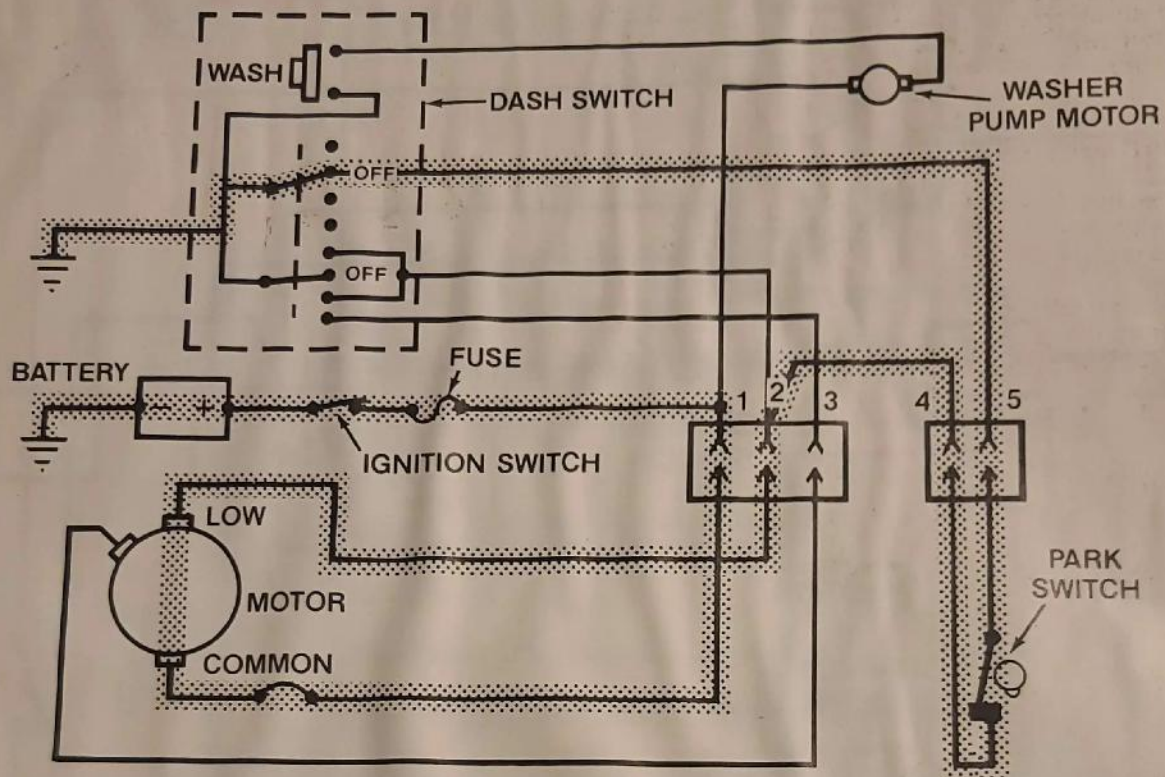 WASH
DASH SWITCH
WASHER
PUMP MOTOR
OFF
OFF
BATTERY
FUSE
- +
1 2 3 4 5
IGNITION SWITCH
LOW
MOTOR
PARK
SWITCH
COMMON